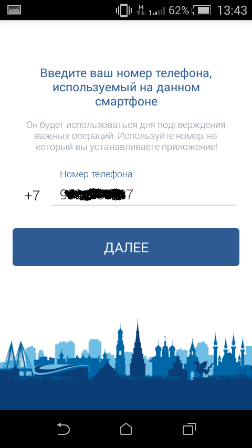 H 62% 13:43
Введите ваш номер телефона,
используемый на данном
смартфоне
Он будет использоваться для подтверждения
важных операций. Используйте номер, на
который вы устанавливаете приложение!
Номер телефона
+7 9 7
ДАЛЕЕ